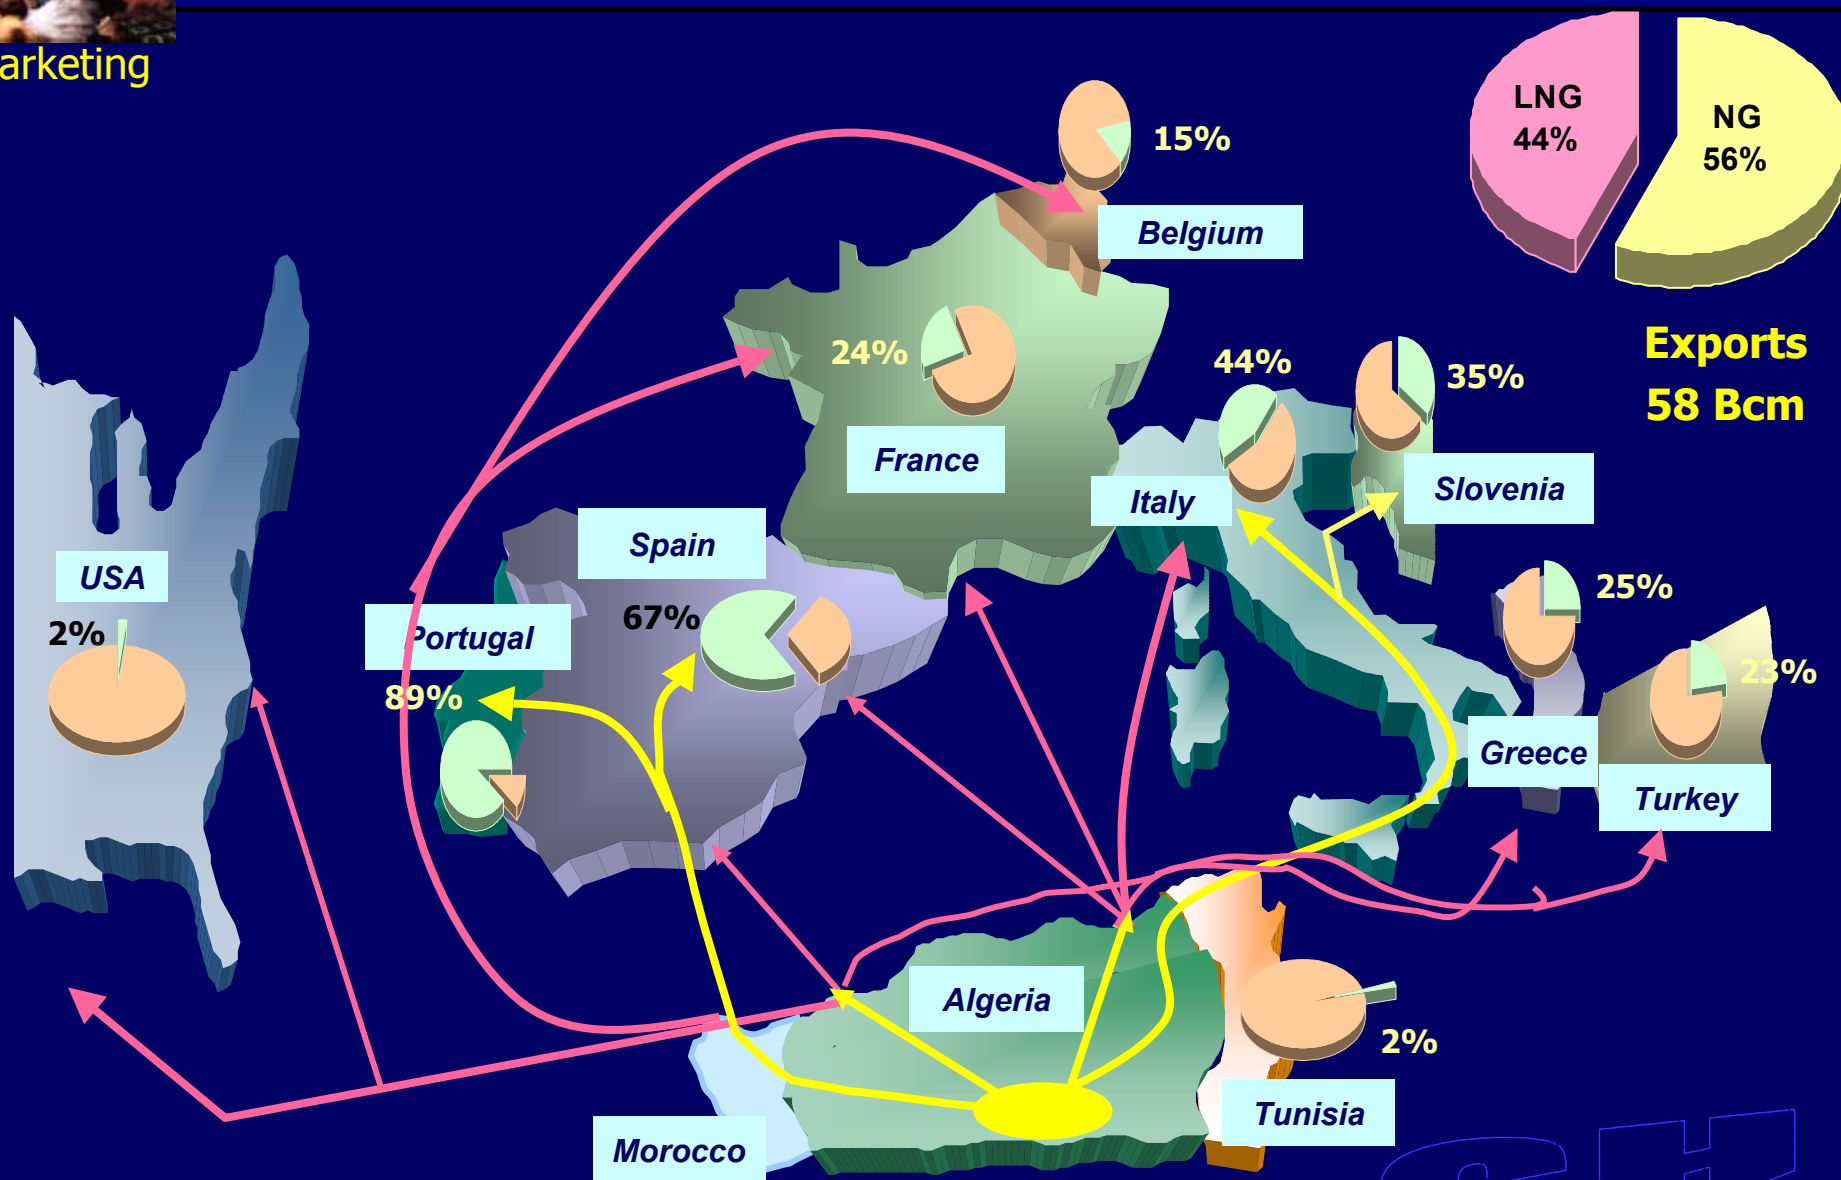 arketing
LNG
44%
NG
56%
Exports
58 Bcm
15%
Belgium
24%
France
44%
Italy
35%
Slovenia
25%
Greece
23%
Turkey
Spain
67%
Portugal
89%
USA
2%
Algeria
2%
Tunisia
Morocco